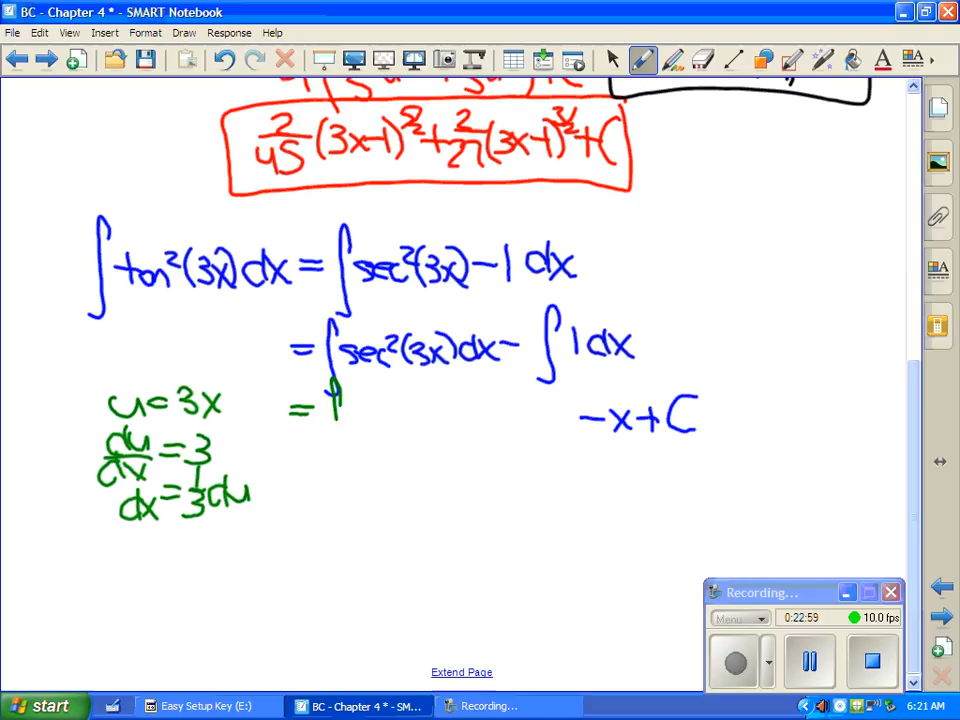 BC - Chapter 4 * - SMART Notebook
File Edit View Insert Format Draw Response Help
2/45 (3x-1)^5/2 + 2/27 (3x-1)^3/2 + C
∫ tan²(3x) dx = ∫ sec²(3x) - 1 dx
= ∫ sec²(3x) dx - ∫ 1 dx
u = 3x
= ∫
-x + C
du/dx = 3
dx = 1/3 du
Recording...
Menu
0:22:59
10.0 fps
Extend Page
start
Easy Setup Key (E:)
BC - Chapter 4 * - SM...
Recording...
6:21 AM